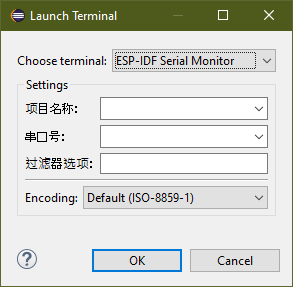 Launch Terminal
Choose terminal: ESP-IDF Serial Monitor
Settings
项目名称:
串口号:
过滤器选项:
Encoding: Default (ISO-8859-1)
? OK Cancel